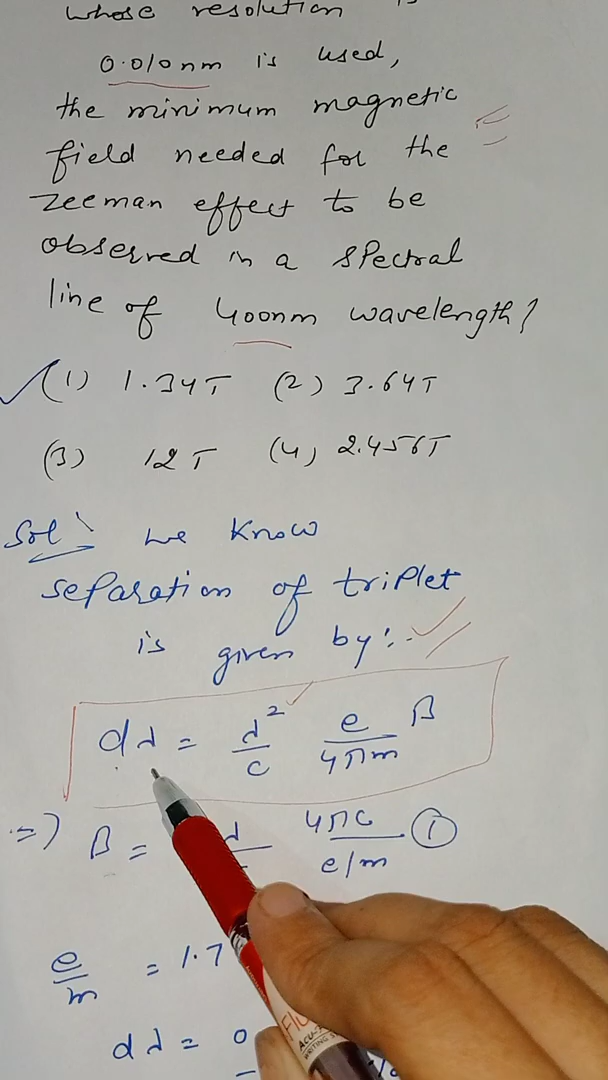 whose resolution is
0.010nm is used,
the minimum magnetic
field needed for the
zeeman effect to be
observed in a spectral
line of 400nm wavelength?
(1) 1.34T (2) 3.64T
(3) 12T (4) 2.456T
Sol: we know
separation of triplet
is given by:-
dλ = λ²/c e/4πm B
=> B = 4πc/e/m ①
e/m = 1.7
dλ = 0